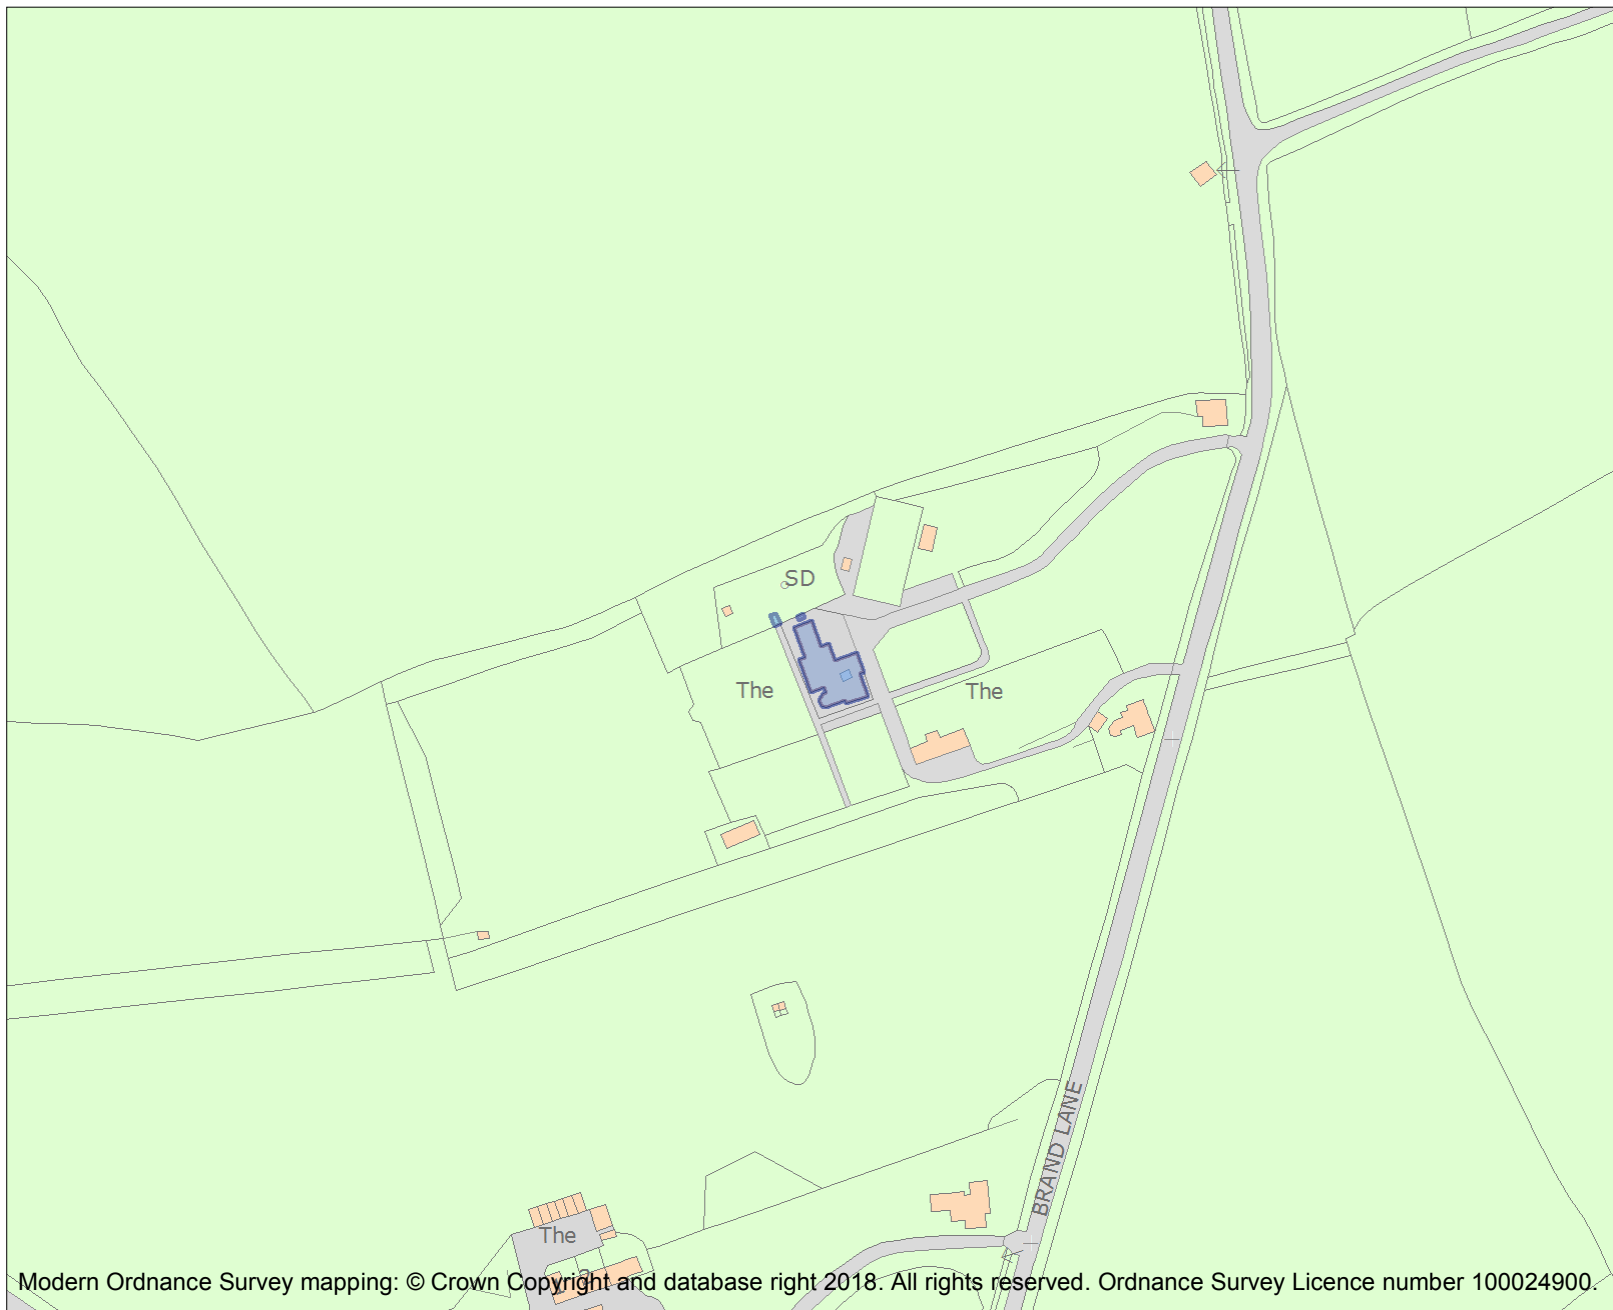 SD
The
The
BRAND LANE
The
Modern Ordnance Survey mapping: © Crown Copyright and database right 2018. All rights reserved. Ordnance Survey Licence number 100024900.